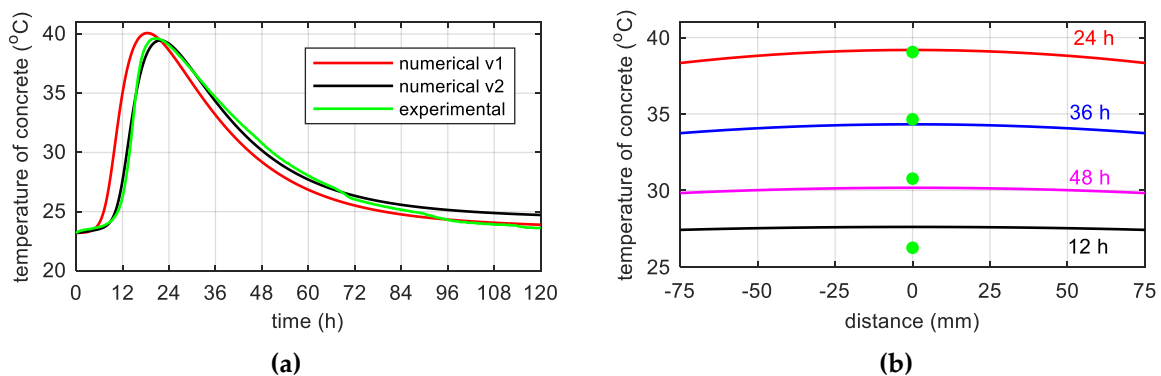 temperature of concrete (°C)
40
35
30
25
20
0 12 24 36 48 60 72 84 96 108 120
time (h)
numerical v1
numerical v2
experimental
(a)
temperature of concrete (°C)
40
35
30
25
-75 -50 -25 0 25 50 75
distance (mm)
24 h
36 h
48 h
12 h
(b)